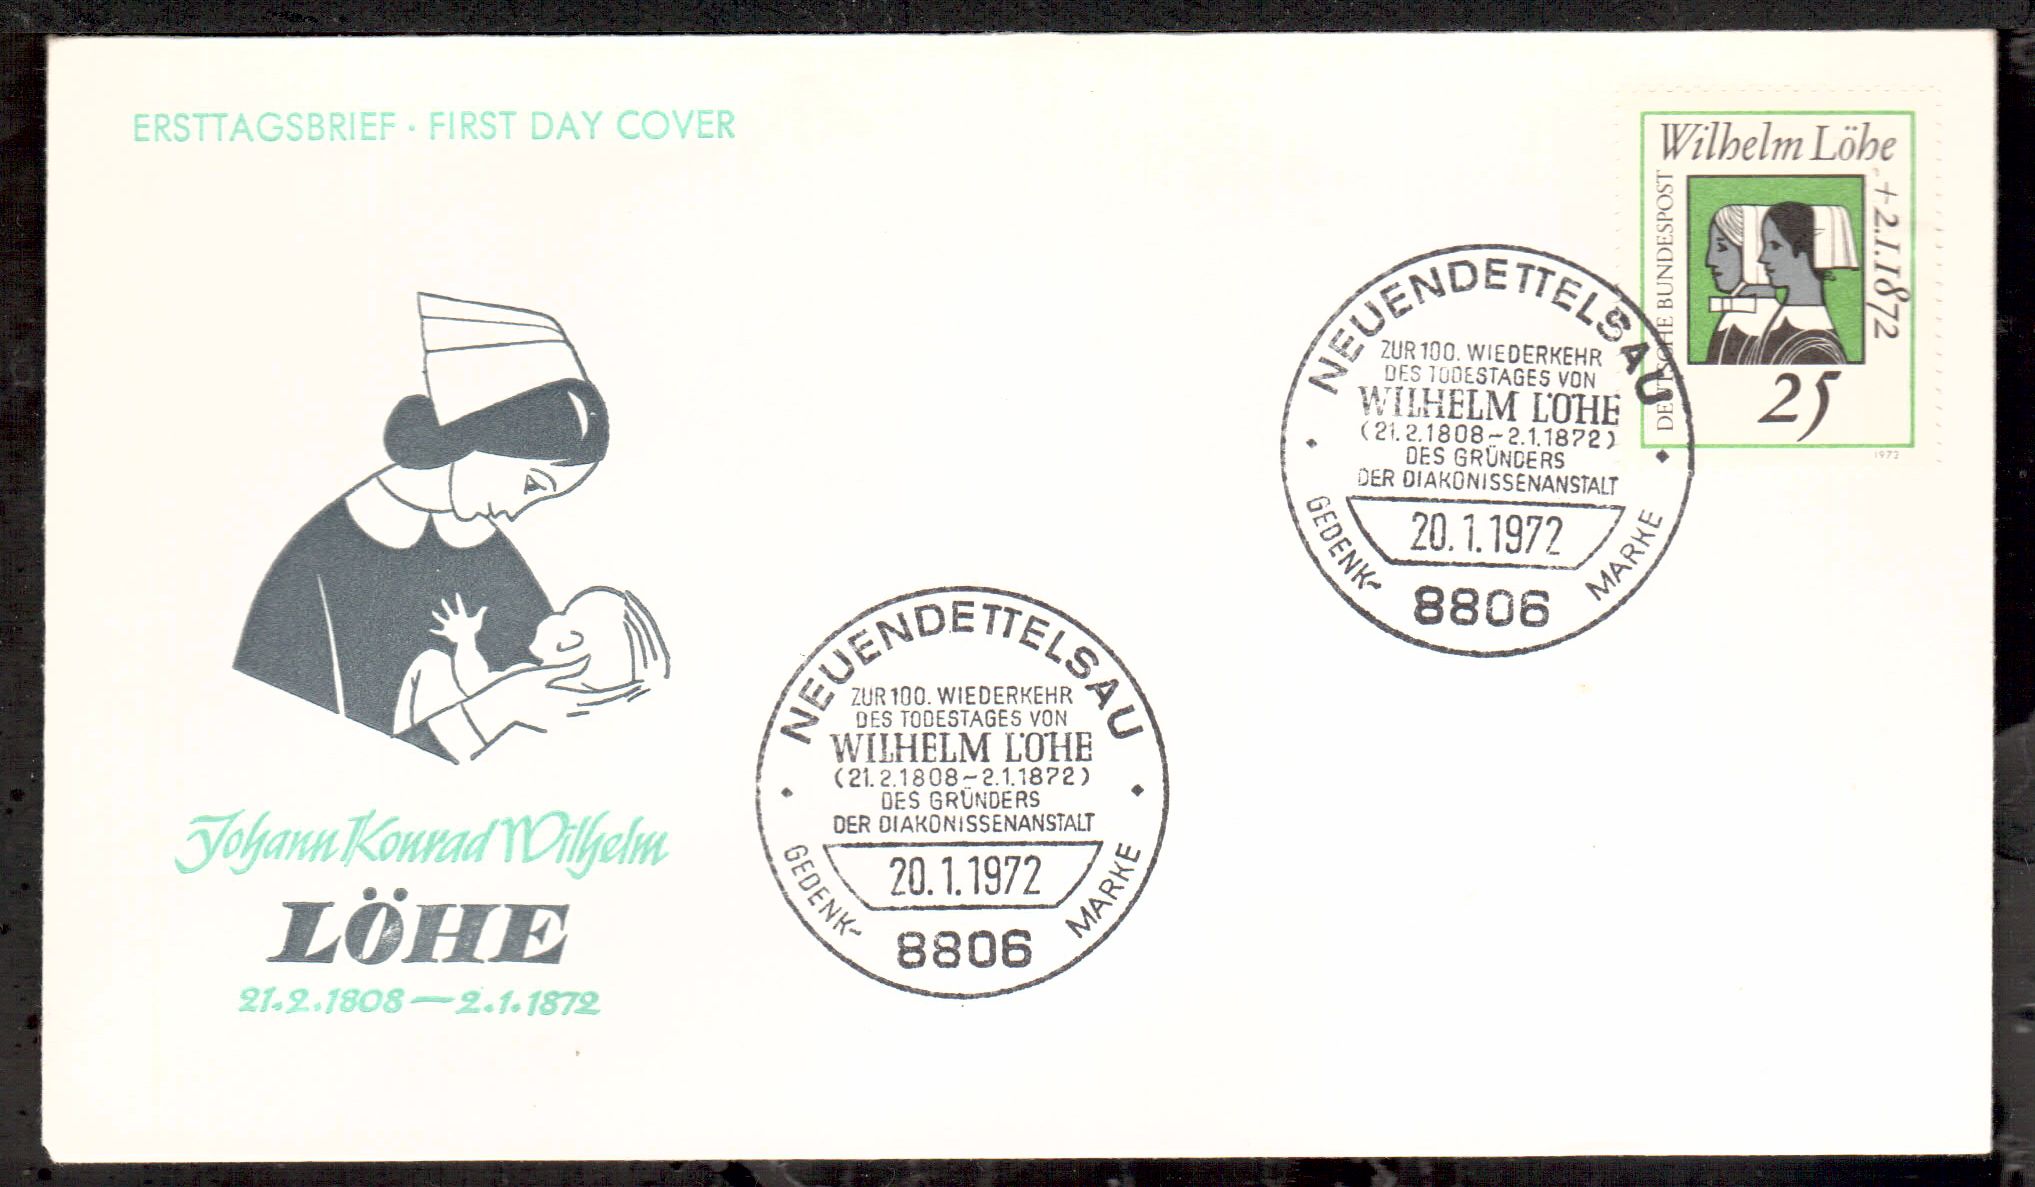 ERSTTAGSBRIEF · FIRST DAY COVER
Wilhelm Löhe
DEUTSCHE BUNDESPOST
+2.1.1872
25
1972
NEUENDETTELSAU
ZUR 100. WIEDERKEHR
DES TODESTAGES VON
WILHELM LÖHE
(21.2.1808-2.1.1872)
DES GRÜNDERS
DER DIAKONISSENANSTALT
20.1.1972
GEDENK-
MARKE
8806
NEUENDETTELSAU
ZUR 100. WIEDERKEHR
DES TODESTAGES VON
WILHELM LÖHE
(21.2.1808-2.1.1872)
DES GRÜNDERS
DER DIAKONISSENANSTALT
20.1.1972
GEDENK-
MARKE
8806
Johann Konrad Wilhelm
LÖHE
21.2.1808 — 2.1.1872